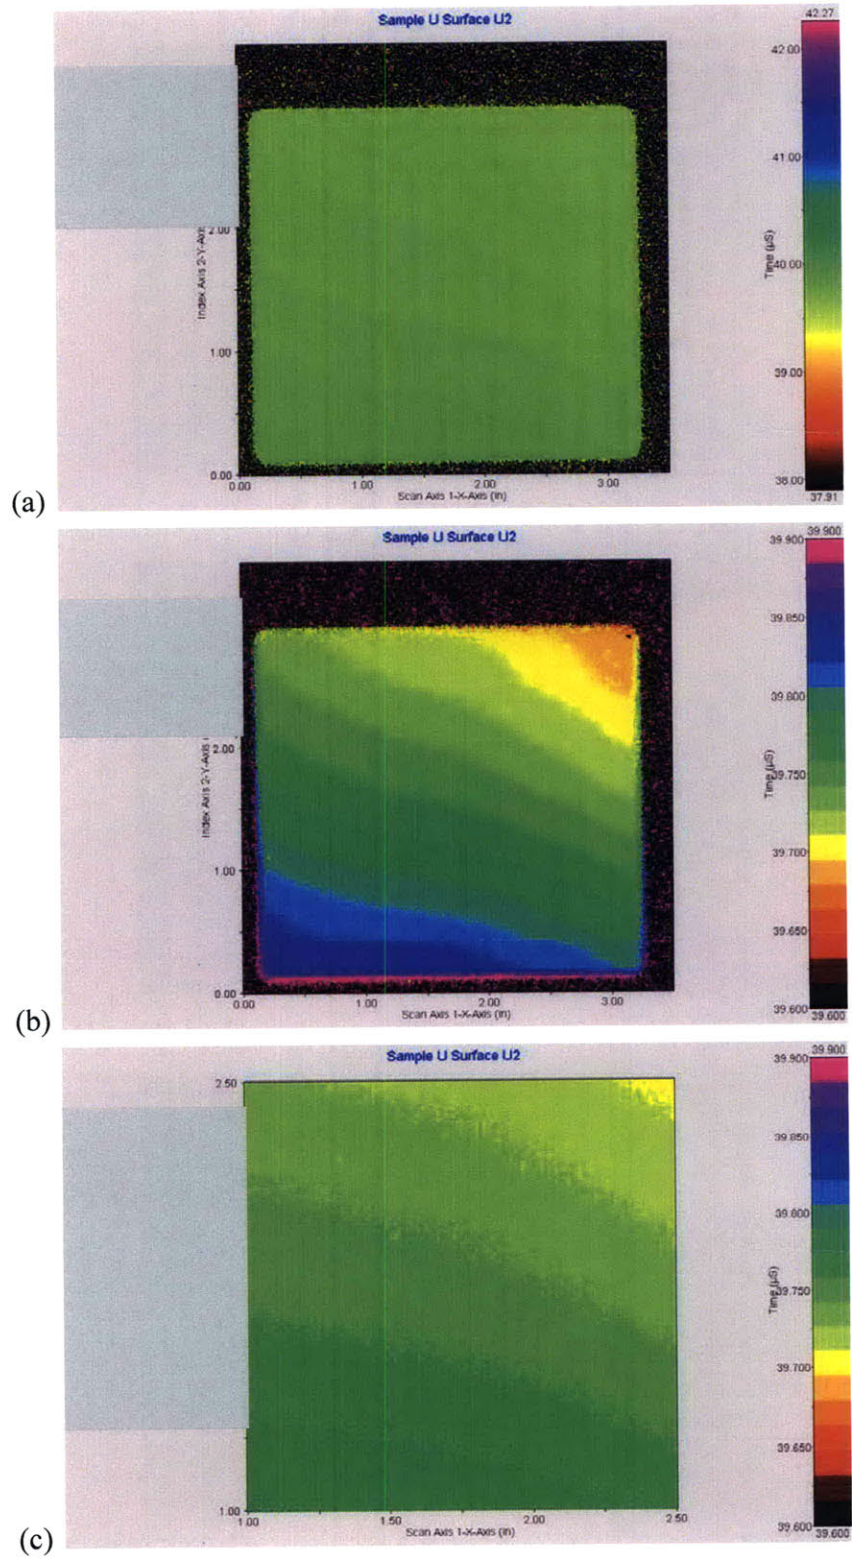 Sample U Surface U2
42.27
42.00
41.00
40.00
39.00
38.00
37.91
Time (µS)
Index Axis 2-Y-Axis
2.00
1.00
0.00
0.00 1.00 2.00 3.00
Scan Axis 1-X-Axis (in)
(a)
Sample U Surface U2
39.900 39.900
39.850
39.800
39.750
39.700
39.650
39.600
39.600
Time (µS)
Index Axis 2-Y-Axis
2.00
1.00
0.00
0.00 1.00 2.00 3.00
Scan Axis 1-X-Axis (in)
(b)
Sample U Surface U2
39.900 39.900
39.850
39.800
39.750
39.700
39.650
39.600
39.600
Time (µS)
2.50
1.00
1.00 1.50 2.00 2.50
Scan Axis 1-X-Axis (in)
(c)